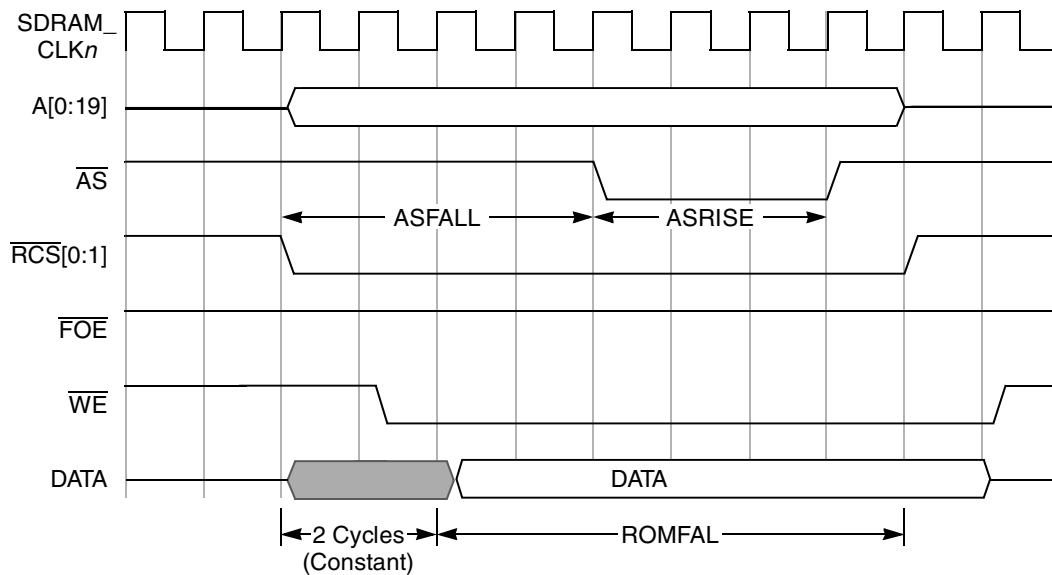 SDRAM_
CLKn
A[0:19]
AS
ASFALL
ASRISE
RCS[0:1]
FOE
WE
DATA
DATA
2 Cycles
(Constant)
ROMFAL